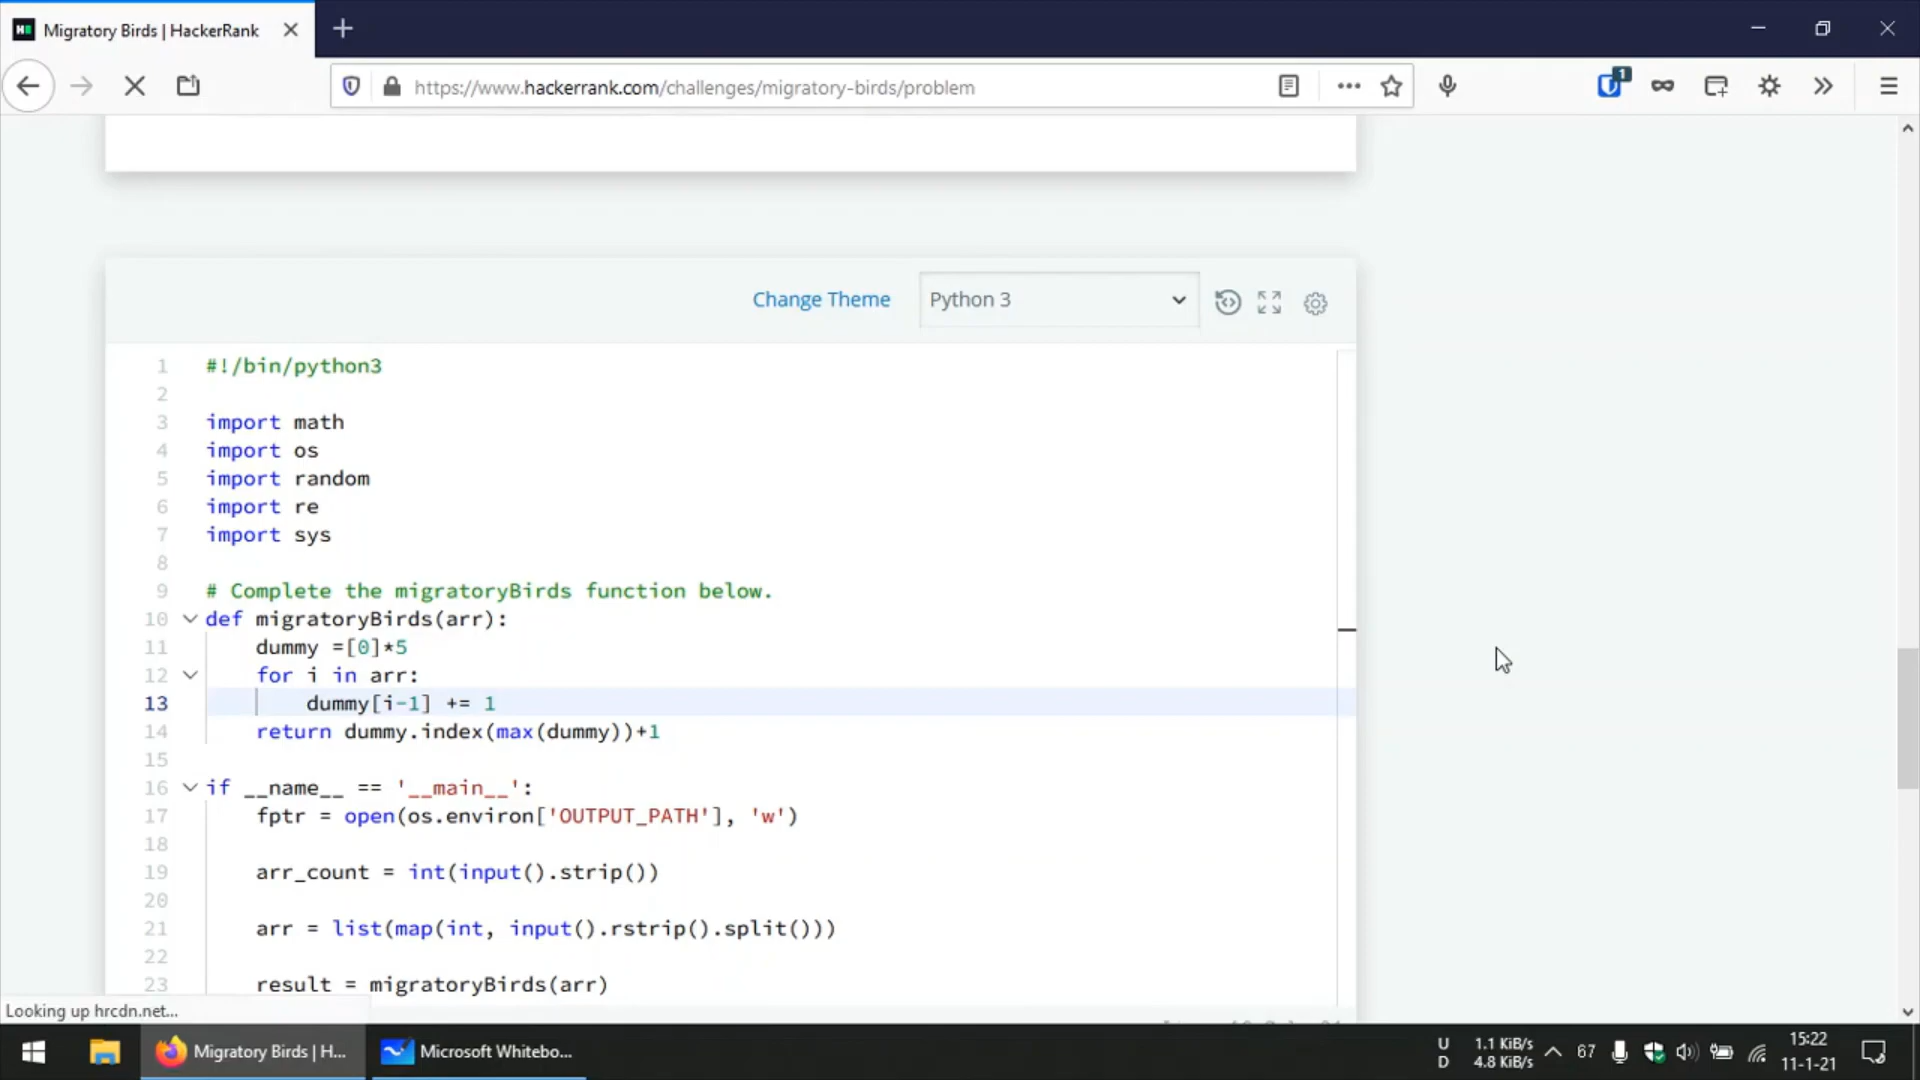 Migratory Birds | HackerRank
https://www.hackerrank.com/challenges/migratory-birds/problem
1
Change Theme
Python 3
1 #!/bin/python3
2
3 import math
4 import os
5 import random
6 import re
7 import sys
8
9 # Complete the migratoryBirds function below.
10 def migratoryBirds(arr):
11 dummy =[0]*5
12 for i in arr:
13 dummy[i-1] += 1
14 return dummy.index(max(dummy))+1
15
16 if __name__ == '__main__':
17 fptr = open(os.environ['OUTPUT_PATH'], 'w')
18
19 arr_count = int(input().strip())
20
21 arr = list(map(int, input().rstrip().split()))
22
23 result = migratoryBirds(arr)
Looking up hrcdn.net...
Migratory Birds | H...
Microsoft Whitebo...
U 1.1 KiB/s
D 4.8 KiB/s
67
15:22
11-1-21